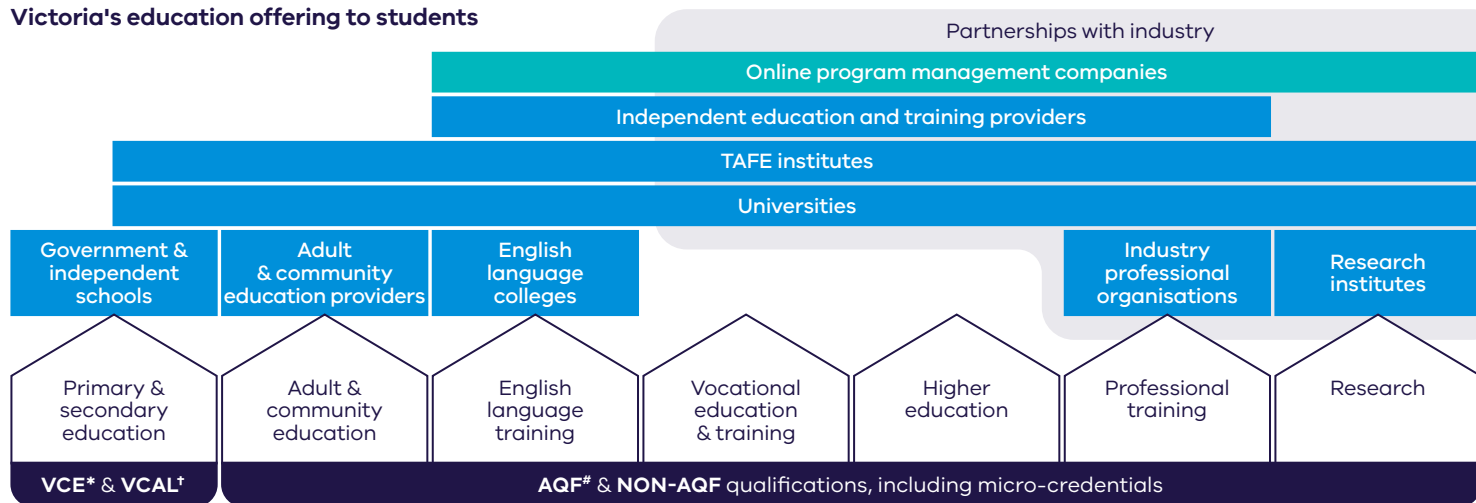 Victoria's education offering to students
Partnerships with industry
Online program management companies
Independent education and training providers
TAFE institutes
Universities
Government &
independent
schools
Adult
& community
education providers
English
language
colleges
Industry
professional
organisations
Research
institutes
Primary &
secondary
education
Adult &
community
education
English
language
training
Vocational
education
& training
Higher
education
Professional
training
Research
VCE* & VCAL†
AQF# & NON-AQF qualifications, including micro-credentials